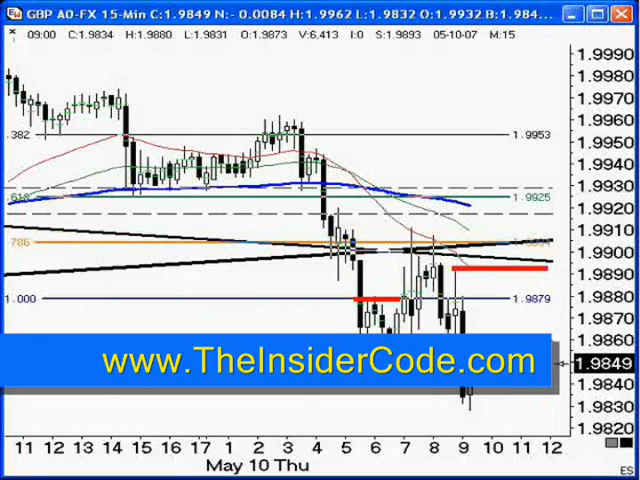 GBP A0-FX 15-Min C:1.9849 N:- 0.0084 H:1.9962 L:1.9832 O:1.9932 B:1.984...
09:00 C:1.9834 H:1.9880 L:1.9831 O:1.9873 V:6,413 I:0 S:1.9893 05-10-07 M:15
1.9990
1.9980
1.9970
1.9960
.382 1.9953 1.9950
1.9940
1.9930
.618 1.9925
1.9920
1.9910
.786
1.9900
1.9890
1.000 1.9879 1.9880
1.9870
1.9860
www.TheInsiderCode.com 1.9849
1.9840
1.9830
1.9820
11 12 13 14 15 16 17 1 2 3 4 5 6 7 8 9 10 11 12
May 10 Thu
ES